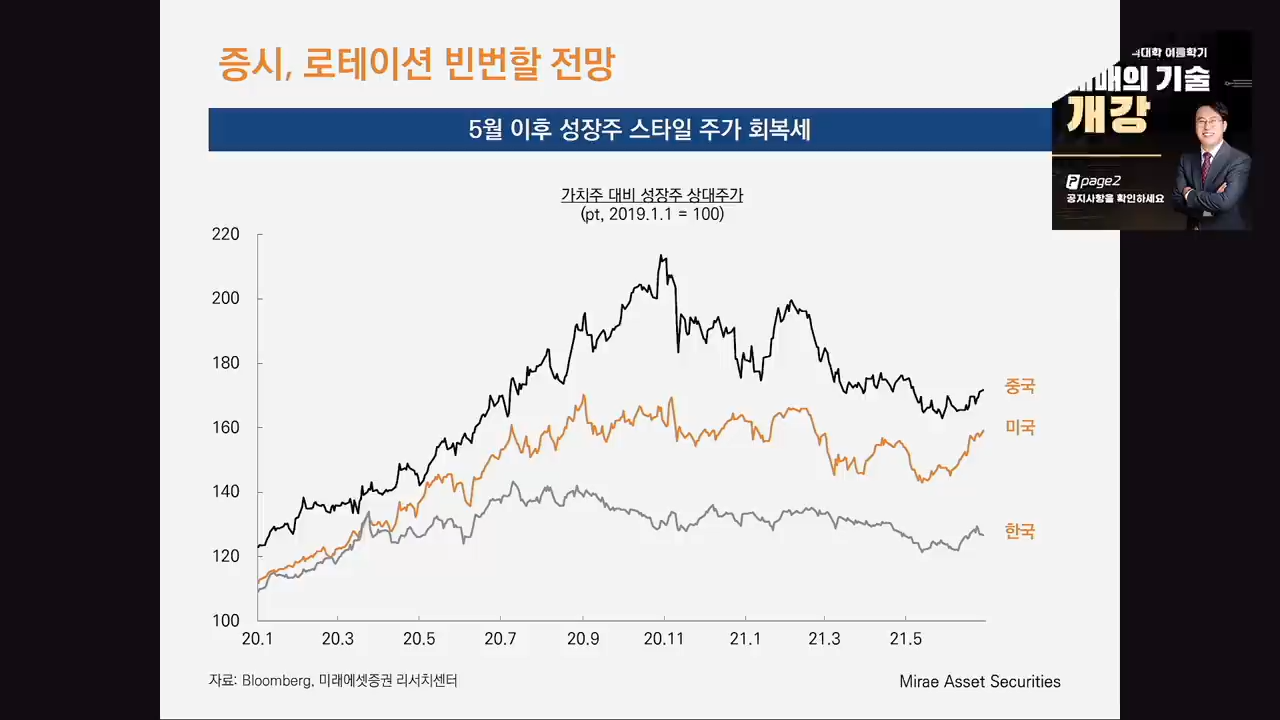 증시, 로테이션 빈번할 전망
5월 이후 성장주 스타일 주가 회복세
대학 여름학기
매의 기술
개강
page2
공지사항을 확인하세요
가치주 대비 성장주 상대주가
(pt, 2019.1.1 = 100)
220
200
180
160
140
120
100
중국
미국
한국
20.1 20.3 20.5 20.7 20.9 20.11 21.1 21.3 21.5
자료: Bloomberg, 미래에셋증권 리서치센터
Mirae Asset Securities